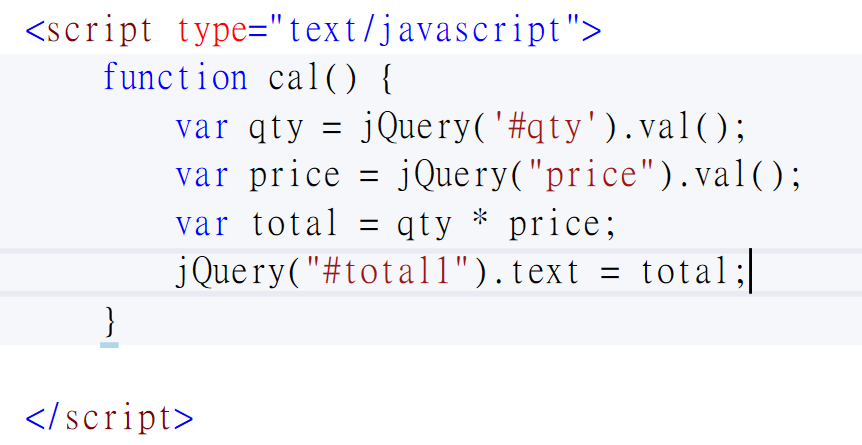 <script type="text/javascript">
function cal() {
var qty = jQuery('#qty').val();
var price = jQuery("price").val();
var total = qty * price;
jQuery("#total1").text = total;
}
</script>